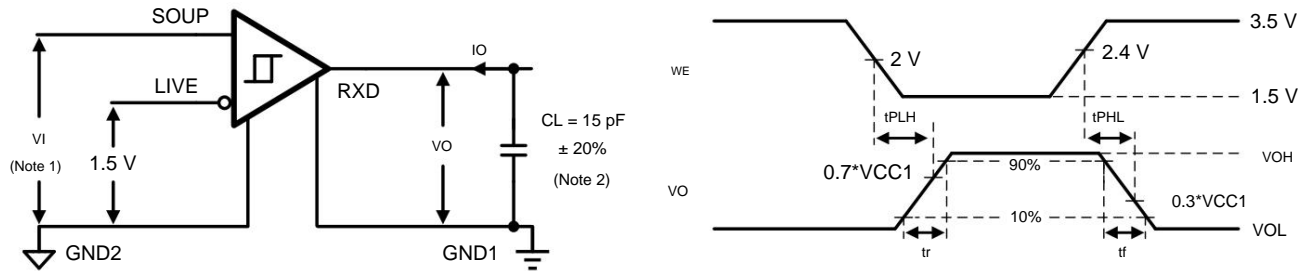 SOUP
IO
LIVE
RXD
VI
(Note 1)
1.5 V
VO
CL = 15 pF
± 20%
(Note 2)
GND2
GND1
3.5 V
2 V
2.4 V
WE
1.5 V
tPLH
tPHL
VOH
0.7*VCC1
90%
VO
0.3*VCC1
10%
VOL
tr
tf